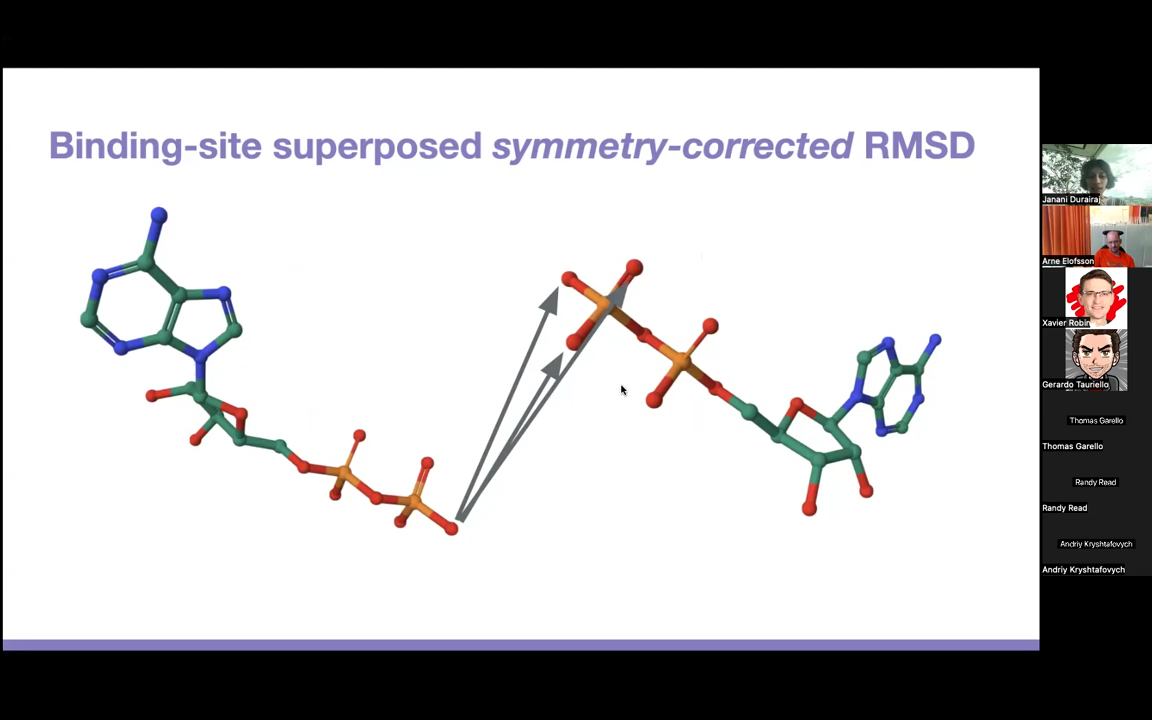 Binding-site superposed symmetry-corrected RMSD
Janani Durairaj
Arne Elofsson
Xavier Robin
Gerardo Tauriello
Thomas Garello
Thomas Garello
Randy Read
Randy Read
Andriy Kryshtafovych
Andriy Kryshtafovych